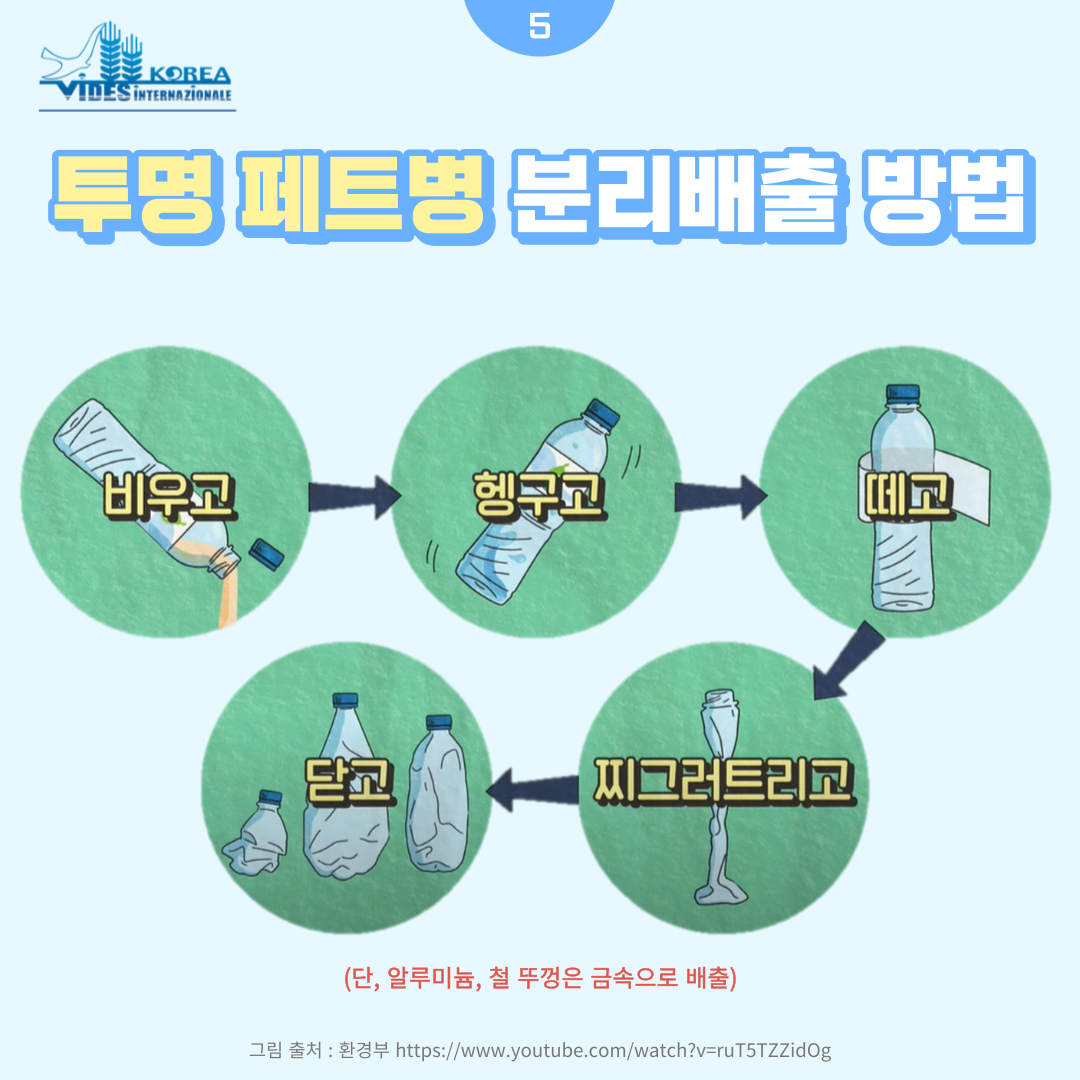 5
KOREA
VIDES INTERNAZIONALE
투명 페트병 분리배출 방법
비우고
헹구고
떼고
찌그러트리고
닫고
(단, 알루미늄, 철 뚜껑은 금속으로 배출)
그림 출처 : 환경부 https://www.youtube.com/watch?v=ruT5TZZidOg